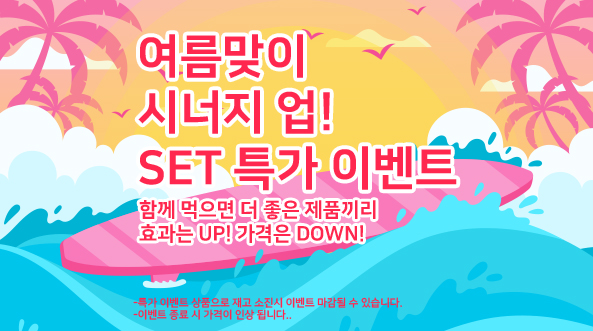 여름맞이
시너지 업!
SET 특가 이벤트
함께 먹으면 더 좋은 제품끼리
효과는 UP! 가격은 DOWN!
-특가 이벤트 상품으로 재고 소진시 이벤트 마감될 수 있습니다.
-이벤트 종료 시 가격이 인상 됩니다..